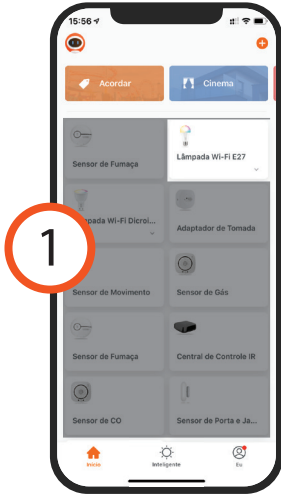 15:56
Acordar
Cinema
Sensor de Fumaça
Lâmpada Wi-Fi E27
mpada Wi-Fi Dicroi...
Adaptador de Tomada
1
Sensor de Movimento
Sensor de Gás
Sensor de Fumaça
Central de Controle IR
Sensor de CO
Sensor de Porta e Ja...
Início
Inteligente
Eu